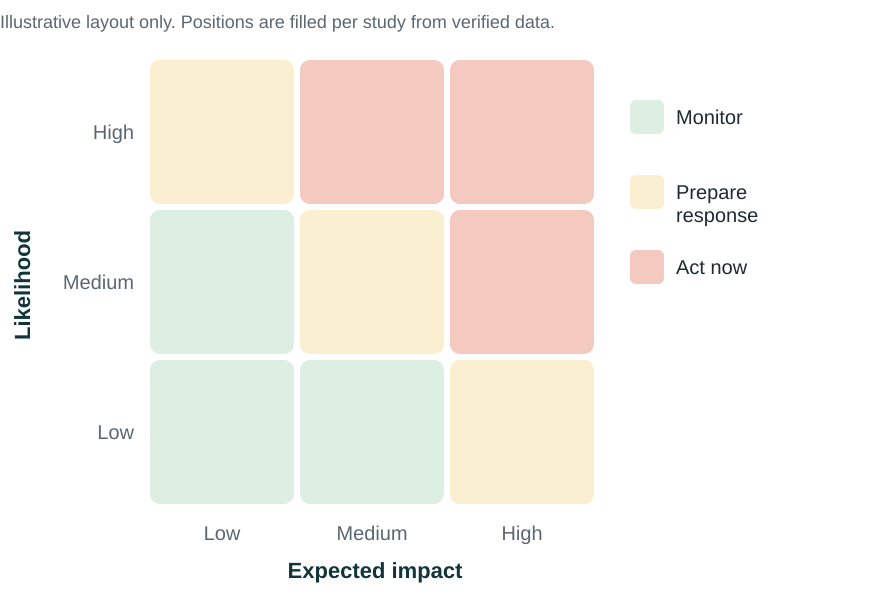 Illustrative layout only. Positions are filled per study from verified data.
High
Medium
Low
Likelihood
Low
Medium
High
Expected impact
Monitor
Prepare
response
Act now